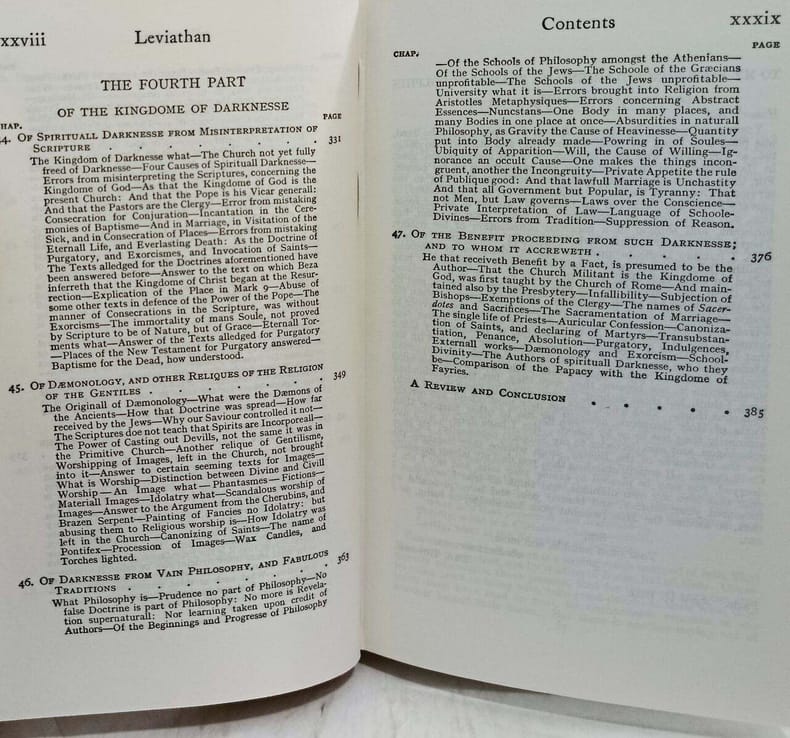 xxviii Leviathan
THE FOURTH PART
OF THE KINGDOME OF DARKNESSE
HAP. PAGE
4. OF SPIRITUALL DARKNESSE FROM MISINTERPRETATION OF
SCRIPTURE . . . . . . . 331
The Kingdom of Darknesse what—The Church not yet fully
freed of Darknesse—Four Causes of Spirituall Darknesse—
Errors from misinterpreting the Scriptures, concerning the
Kingdome of God—As that the Kingdome of God is the
present Church: And that the Pope is his Vicar generall:
And that the Pastors are the Clergy—Error from mistaking
Consecration for Conjuration—Incantation in the Cere-
monies of Baptisme—And in Marriage, in Visitation of the
Sick, and in Consecration of Places—Errors from mistaking
Eternall Life, and Everlasting Death: As the Doctrine of
Purgatory, and Exorcismes, and Invocation of Saints—
The Texts alledged for the Doctrines aforementioned have
been answered before—Answer to the text on which Beza
inferreth that the Kingdome of Christ began at the Resur-
rection—Explication of the Place in Mark 9—Abuse of
some other texts in defence of the Power of the Pope—The
manner of Consecrations in the Scripture, was without
Exorcisms—The immortality of mans Soule, not proved
by Scripture to be of Nature, but of Grace—Eternall Tor-
ments what—Answer of the Texts alledged for Purgatory
—Places of the New Testament for Purgatory answered—
Baptisme for the Dead, how understood.
45. OF DÆMONOLOGY, AND OTHER RELIQUES OF THE RELIGION
OF THE GENTILES . . . . . . . 349
The Originall of Dæmonology—What were the Dæmons of
the Ancients—How that Doctrine was spread—How far
received by the Jews—Why our Saviour controlled it not—
The Scriptures doe not teach that Spirits are Incorporeall—
The Power of Casting out Devills, not the same it was in
the Primitive Church—Another relique of Gentilisme,
Worshipping of Images, left in the Church, not brought
into it—Answer to certain seeming texts for Images—
What is Worship—Distinction between Divine and Civill
Worship—An Image what—Phantasmes—Fictions—
Materiall Images—Idolatry what—Scandalous worship of
Images—Answer to the Argument from the Cherubins, and
Brazen Serpent—Painting of Fancies no Idolatry: but
abusing them to Religious worship is—How Idolatry was
left in the Church—Canonizing of Saints—The name of
Pontifex—Procession of Images—Wax Candles, and
Torches lighted.
46. OF DARKNESSE FROM VAIN PHILOSOPHY, AND FABULOUS
TRADITIONS . . . . . . . 363
What Philosophy is—Prudence no part of Philosophy—No
false Doctrine is part of Philosophy: No more is Revela-
tion supernaturall: Nor learning taken upon credit of
Authors—Of the Beginnings and Progresse of Philosophy
Contents xxxix
CHAP. PAGE
—Of the Schools of Philosophy amongst the Athenians—
Of the Schools of the Jews—The Schoole of the Græcians
unprofitable—The Schools of the Jews unprofitable—
University what it is—Errors brought into Religion from
Aristotles Metaphysiques—Errors concerning Abstract
Essences—Nuncstans—One Body in many places, and
many Bodies in one place at once—Absurdities in naturall
Philosophy, as Gravity the Cause of Heavinesse—Quantity
put into Body already made—Powring in of Soules—
Ubiquity of Apparition—Will, the Cause of Willing—Ig-
norance an occult Cause—One makes the things incon-
gruent, another the Incongruity—Private Appetite the rule
of Publique good: And that lawfull Marriage is Unchastity
And that all Government but Popular, is Tyranny: That
not Men, but Law governs—Laws over the Conscience—
Private Interpretation of Law—Language of Schoole-
Divines—Errors from Tradition—Suppression of Reason.
47. OF THE BENEFIT PROCEEDING FROM SUCH DARKNESSE;
AND TO WHOM IT ACCREWETH . . . . . 376
He that receiveth Benefit by a Fact, is presumed to be the
Author—That the Church Militant is the Kingdome of
God, was first taught by the Church of Rome—And main-
tained also by the Presbytery—Infallibility—Subjection of
Bishops—Exemptions of the Clergy—The names of Sacer-
dotes and Sacrifices—The Sacramentation of Marriage—
The single life of Priests—Auricular Confession—Canoniza-
tion of Saints, and declaring of Martyrs—Transubstan-
tiation, Penance, Absolution—Purgatory, Indulgences,
Externall works—Dæmonology and Exorcism—School-
Divinity—The Authors of spirituall Darknesse, who they
be—Comparison of the Papacy with the Kingdome of
Fayries.
A REVIEW AND CONCLUSION . . . . . 385